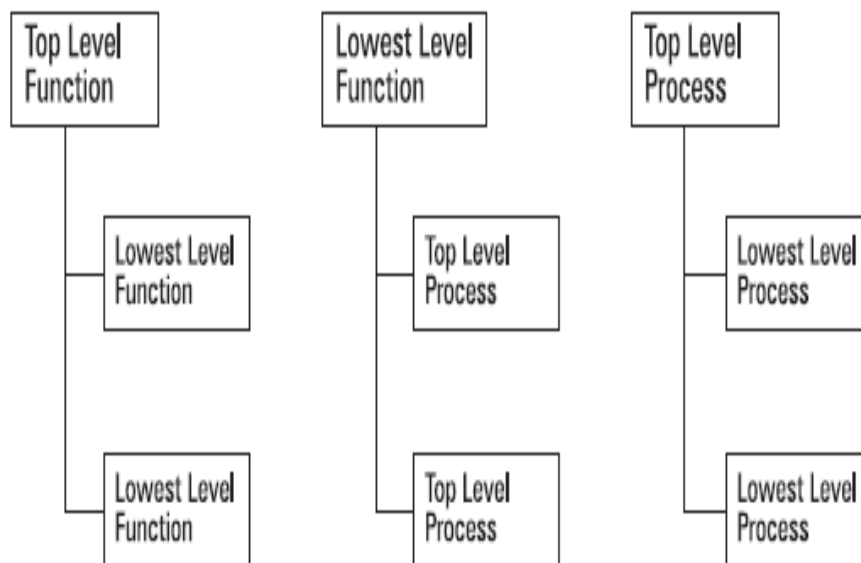 Top Level
Function
Lowest Level
Function
Top Level
Process
Lowest Level
Function
Top Level
Process
Lowest Level
Process
Lowest Level
Function
Top Level
Process
Lowest Level
Process